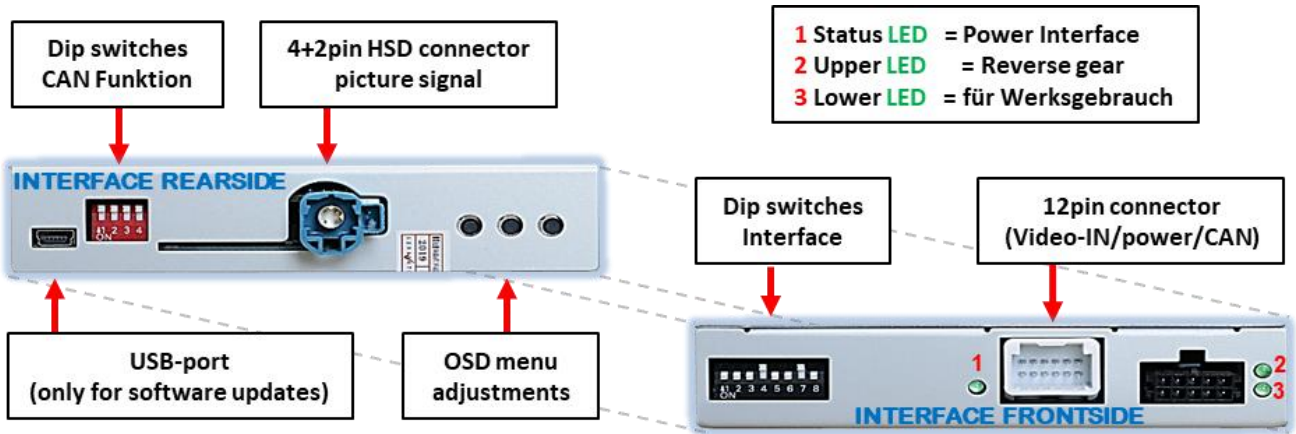 Dip switches
CAN Funktion
4+2pin HSD connector
picture signal
1 Status LED = Power Interface
2 Upper LED = Reverse gear
3 Lower LED = für Werksgebrauch
INTERFACE REARSIDE
1 2 3 4
ON
2019
Dip switches
Interface
12pin connector
(Video-IN/power/CAN)
USB-port
(only for software updates)
OSD menu
adjustments
1
2
3
1 2 3 4 5 6 7 8
ON
INTERFACE FRONTSIDE